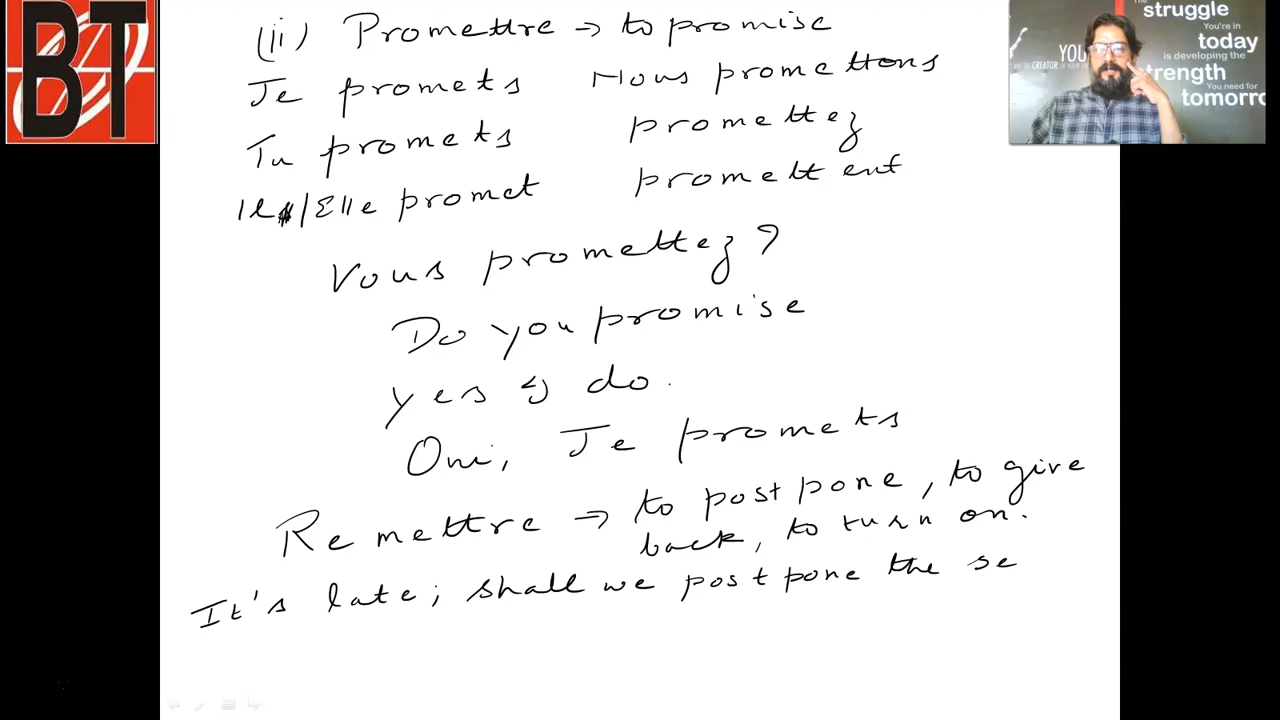 BT
(ii) Promettre → to promise
Je promets Nous promettons
Tu promets promettez
Il/Elle promet promettent
Vous promettez?
Do you promise
yes I do.
Oui, Je promets
Remettre → to postpone, to give
back, to turn on.
It's late; shall we postpone the se
struggle
You're in
today
is developing the
strength
You need for
tomorro
YOU